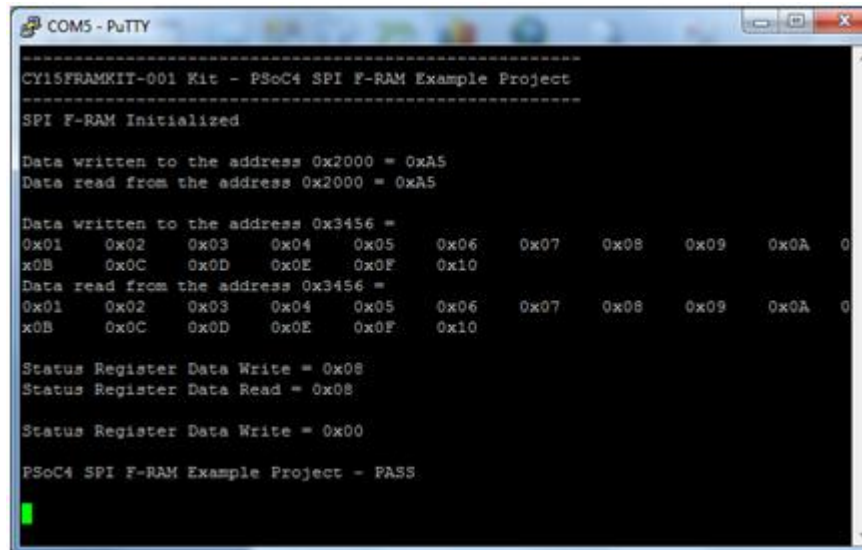 COM5 - PuTTY
-------------------------------------------------------
CY15FRAMKIT-001 Kit - PSoC4 SPI F-RAM Example Project
-------------------------------------------------------
SPI F-RAM Initialized
Data written to the address 0x2000 = 0xA5
Data read from the address 0x2000 = 0xA5
Data written to the address 0x3456 =
0x01 0x02 0x03 0x04 0x05 0x06 0x07 0x08 0x09 0x0A 0
x0B 0x0C 0x0D 0x0E 0x0F 0x10
Data read from the address 0x3456 =
0x01 0x02 0x03 0x04 0x05 0x06 0x07 0x08 0x09 0x0A 0
x0B 0x0C 0x0D 0x0E 0x0F 0x10
Status Register Data Write = 0x08
Status Register Data Read = 0x08
Status Register Data Write = 0x00
PSoC4 SPI F-RAM Example Project - PASS